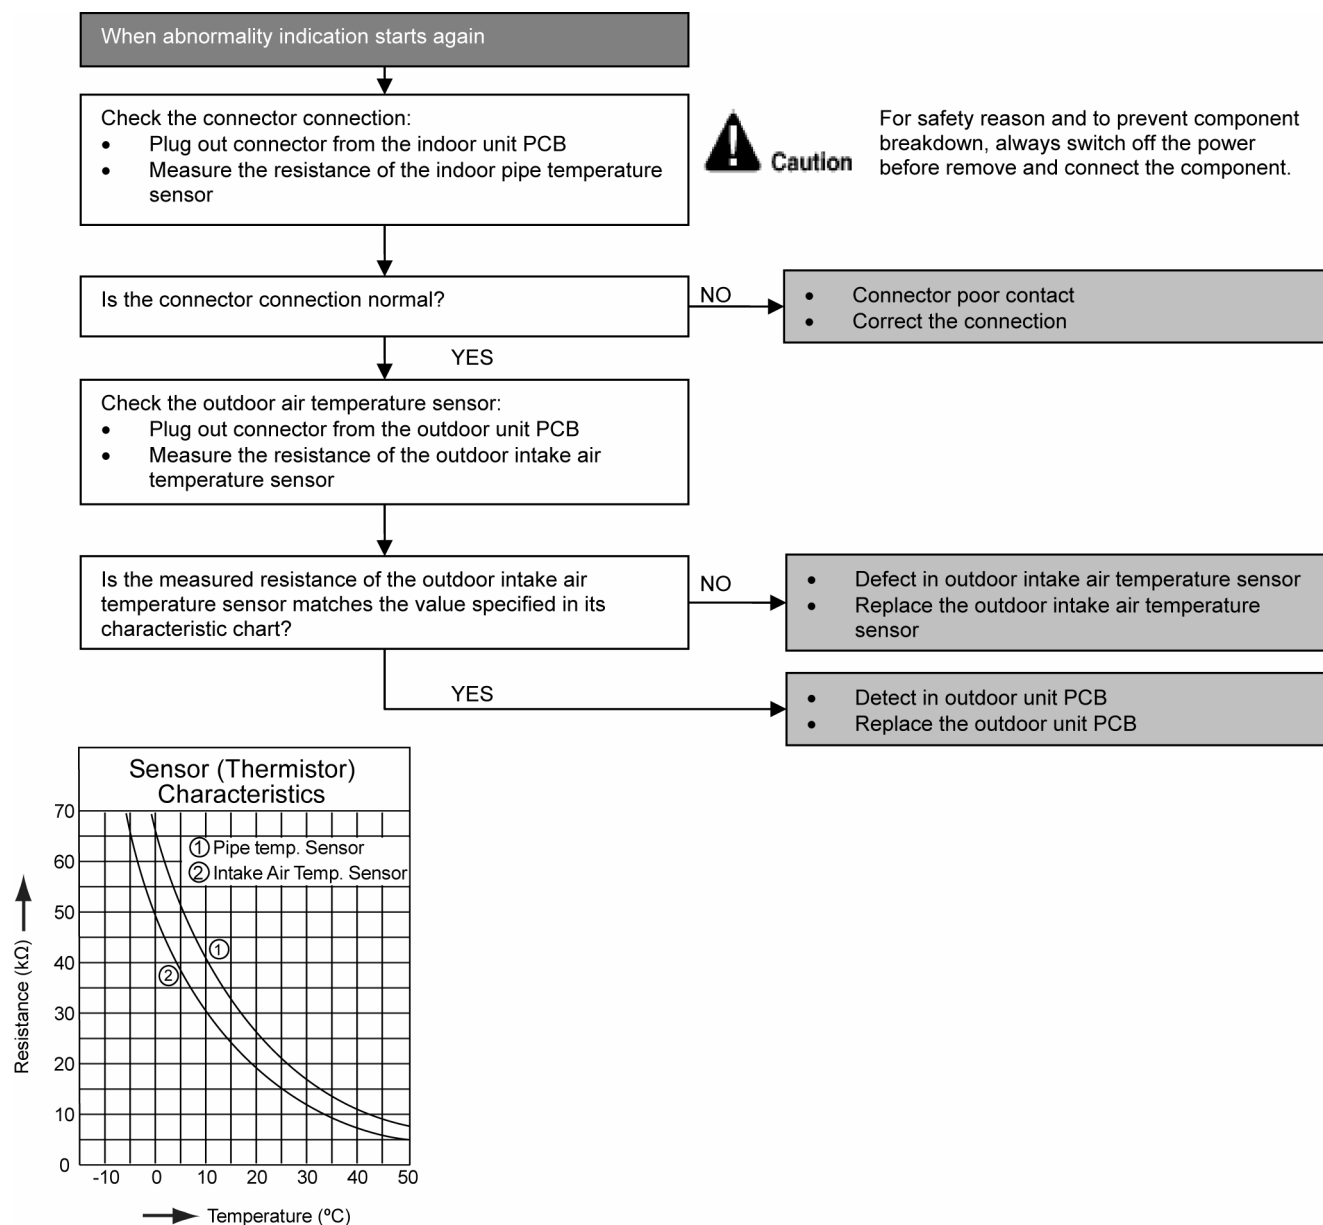 When abnormality indication starts again
Check the connector connection:
• Plug out connector from the indoor unit PCB
• Measure the resistance of the indoor pipe temperature
sensor
Caution
For safety reason and to prevent component
breakdown, always switch off the power
before remove and connect the component.
Is the connector connection normal?
NO
• Connector poor contact
• Correct the connection
YES
Check the outdoor air temperature sensor:
• Plug out connector from the outdoor unit PCB
• Measure the resistance of the outdoor intake air
temperature sensor
Is the measured resistance of the outdoor intake air
temperature sensor matches the value specified in its
characteristic chart?
NO
• Defect in outdoor intake air temperature sensor
• Replace the outdoor intake air temperature
sensor
YES
• Detect in outdoor unit PCB
• Replace the outdoor unit PCB
Sensor (Thermistor)
Characteristics
① Pipe temp. Sensor
② Intake Air Temp. Sensor
①
②
70
60
50
40
30
20
10
0
Resistance (kΩ)
-10 0 10 20 30 40 50
Temperature (ºC)